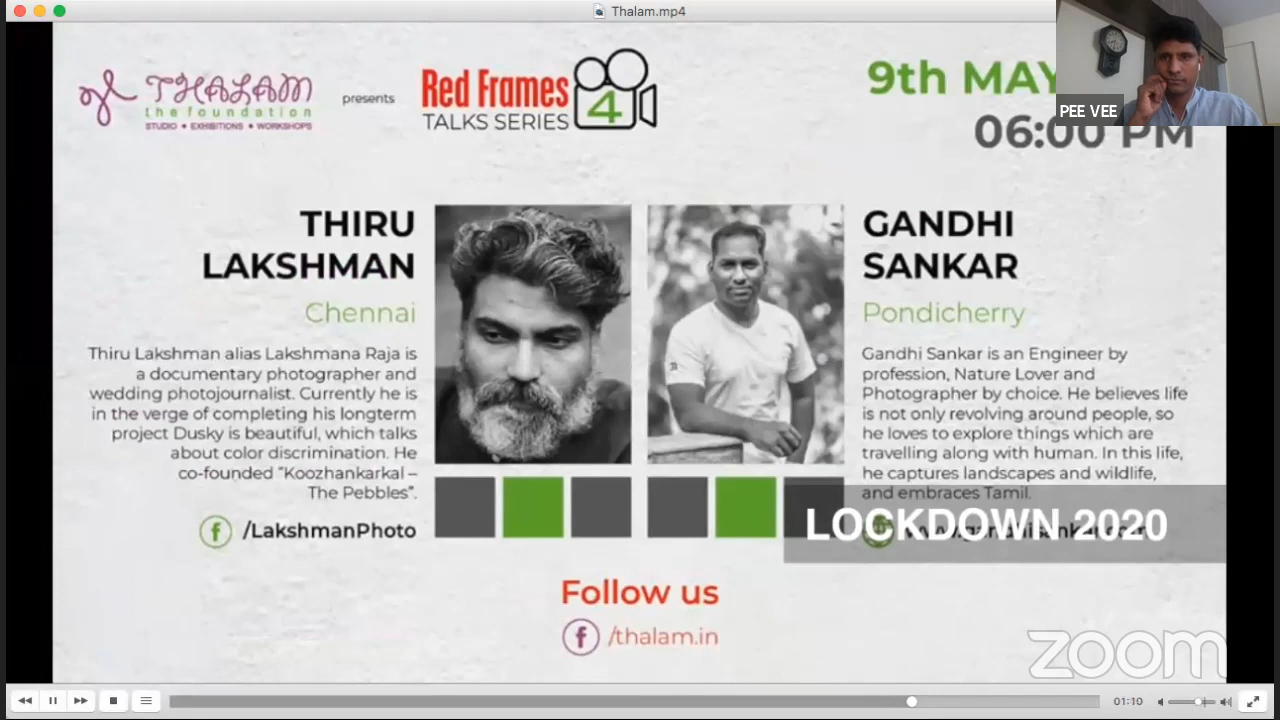 Thalam.mp4
THALAM
the foundation
STUDIO • EXHIBITIONS • WORKSHOPS
presents
Red Frames
TALKS SERIES
4
9th MAY
06:00 PM
PEE VEE
THIRU
LAKSHMAN
Chennai
Thiru Lakshman alias Lakshmana Raja is
a documentary photographer and
wedding photojournalist. Currently he is
in the verge of completing his longterm
project Dusky is beautiful, which talks
about color discrimination. He
co-founded “Koozhankarkal –
The Pebbles”.
/LakshmanPhoto
GANDHI
SANKAR
Pondicherry
Gandhi Sankar is an Engineer by
profession, Nature Lover and
Photographer by choice. He believes life
is not only revolving around people, so
he loves to explore things which are
travelling along with human. In this life,
he captures landscapes and wildlife,
and embraces Tamil.
LOCKDOWN 2020
Follow us
/thalam.in
zoom
01:10